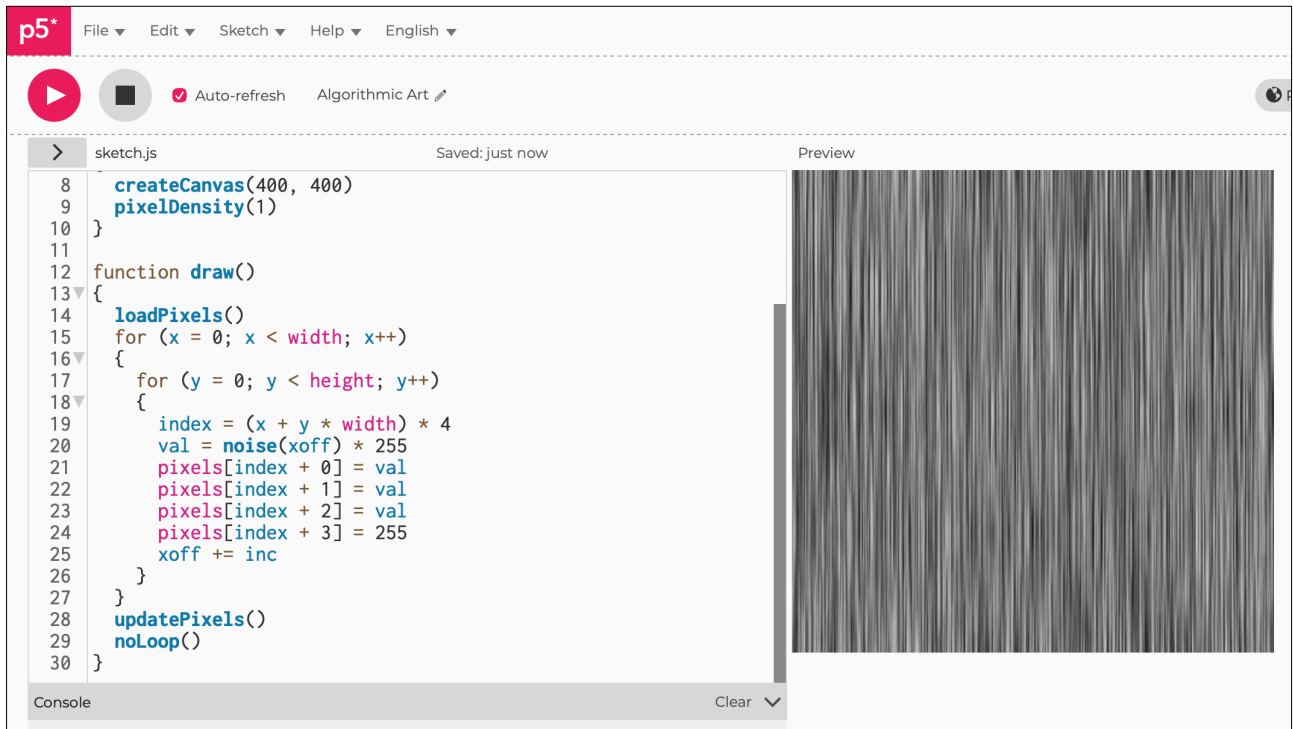 p5* File Edit Sketch Help English
Auto-refresh Algorithmic Art
> sketch.js Saved: just now Preview
8 createCanvas(400, 400)
9 pixelDensity(1)
10 }
11
12 function draw()
13 {
14 loadPixels()
15 for (x = 0; x < width; x++)
16 {
17 for (y = 0; y < height; y++)
18 {
19 index = (x + y * width) * 4
20 val = noise(xoff) * 255
21 pixels[index + 0] = val
22 pixels[index + 1] = val
23 pixels[index + 2] = val
24 pixels[index + 3] = 255
25 xoff += inc
26 }
27 }
28 updatePixels()
29 noLoop()
30 }
Console Clear